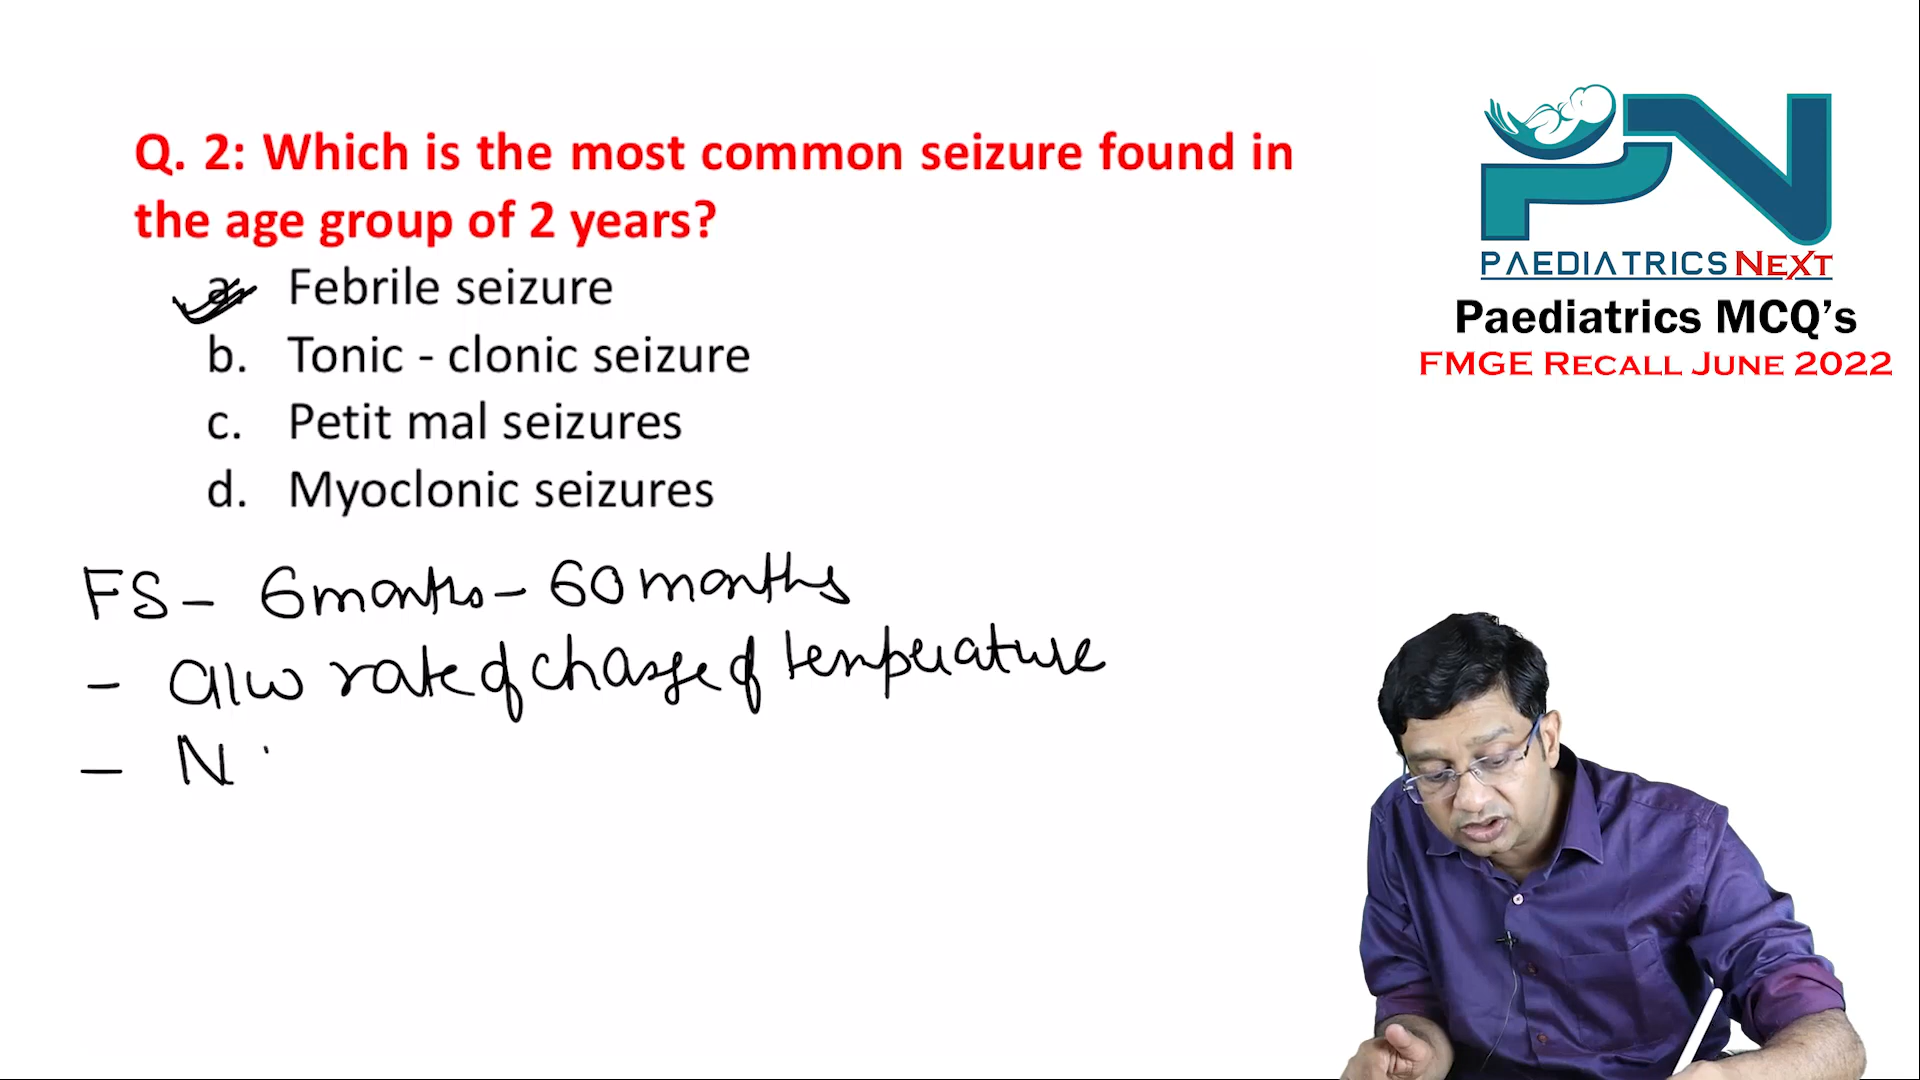 Q. 2: Which is the most common seizure found in
the age group of 2 years?
a. Febrile seizure
b. Tonic - clonic seizure
c. Petit mal seizures
d. Myoclonic seizures
FS - 6 months - 60 months
- a/w rate of change of temperature
- N
PN
PAEDIATRICS NEXT
Paediatrics MCQ's
FMGE RECALL JUNE 2022